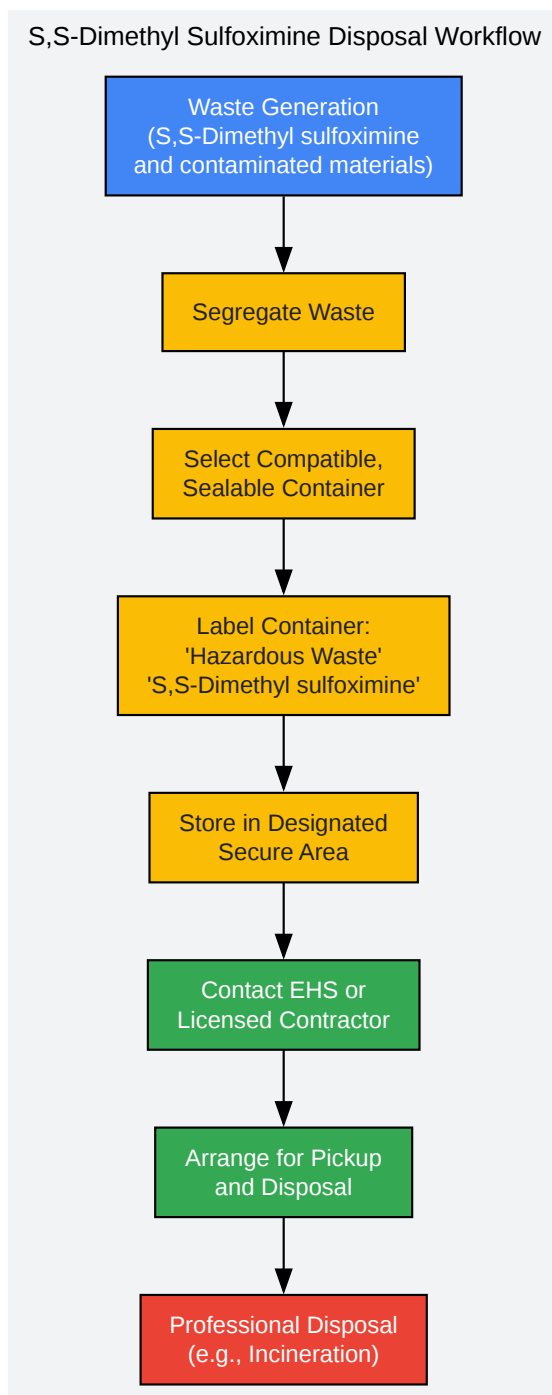 S,S-Dimethyl Sulfoximine Disposal Workflow
Waste Generation
(S,S-Dimethyl sulfoximine
and contaminated materials)
Segregate Waste
Select Compatible,
Sealable Container
Label Container:
'Hazardous Waste'
'S,S-Dimethyl sulfoximine'
Store in Designated
Secure Area
Contact EHS or
Licensed Contractor
Arrange for Pickup
and Disposal
Professional Disposal
(e.g., Incineration)